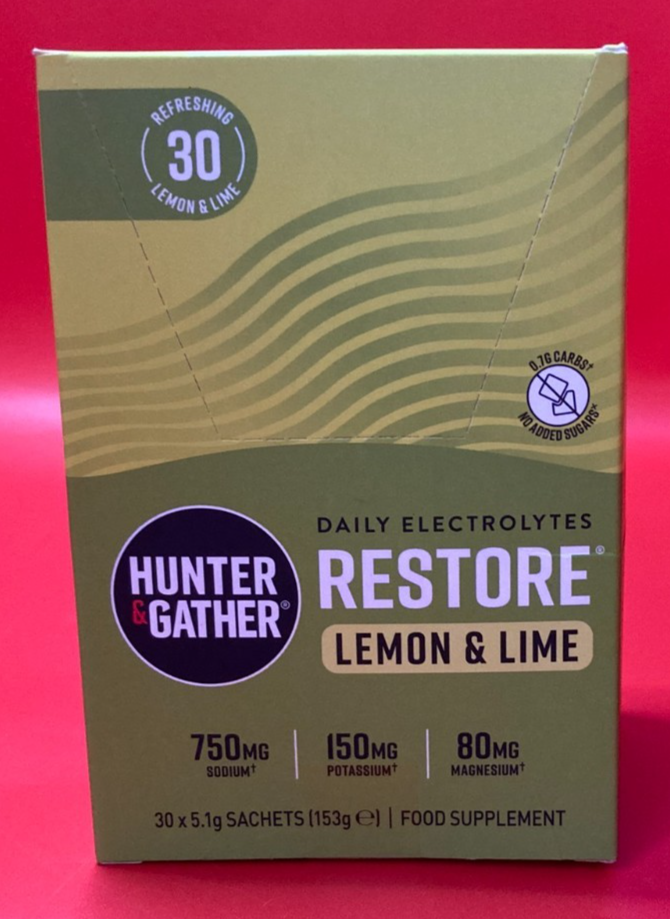 REFRESHING
30
LEMON & LIME
0.7G CARBS†
NO ADDED SUGARS*
DAILY ELECTROLYTES
RESTORE®
HUNTER
&GATHER®
LEMON & LIME
750MG
SODIUM†
150MG
POTASSIUM†
80MG
MAGNESIUM†
30 x 5.1g SACHETS (153g ℮) | FOOD SUPPLEMENT